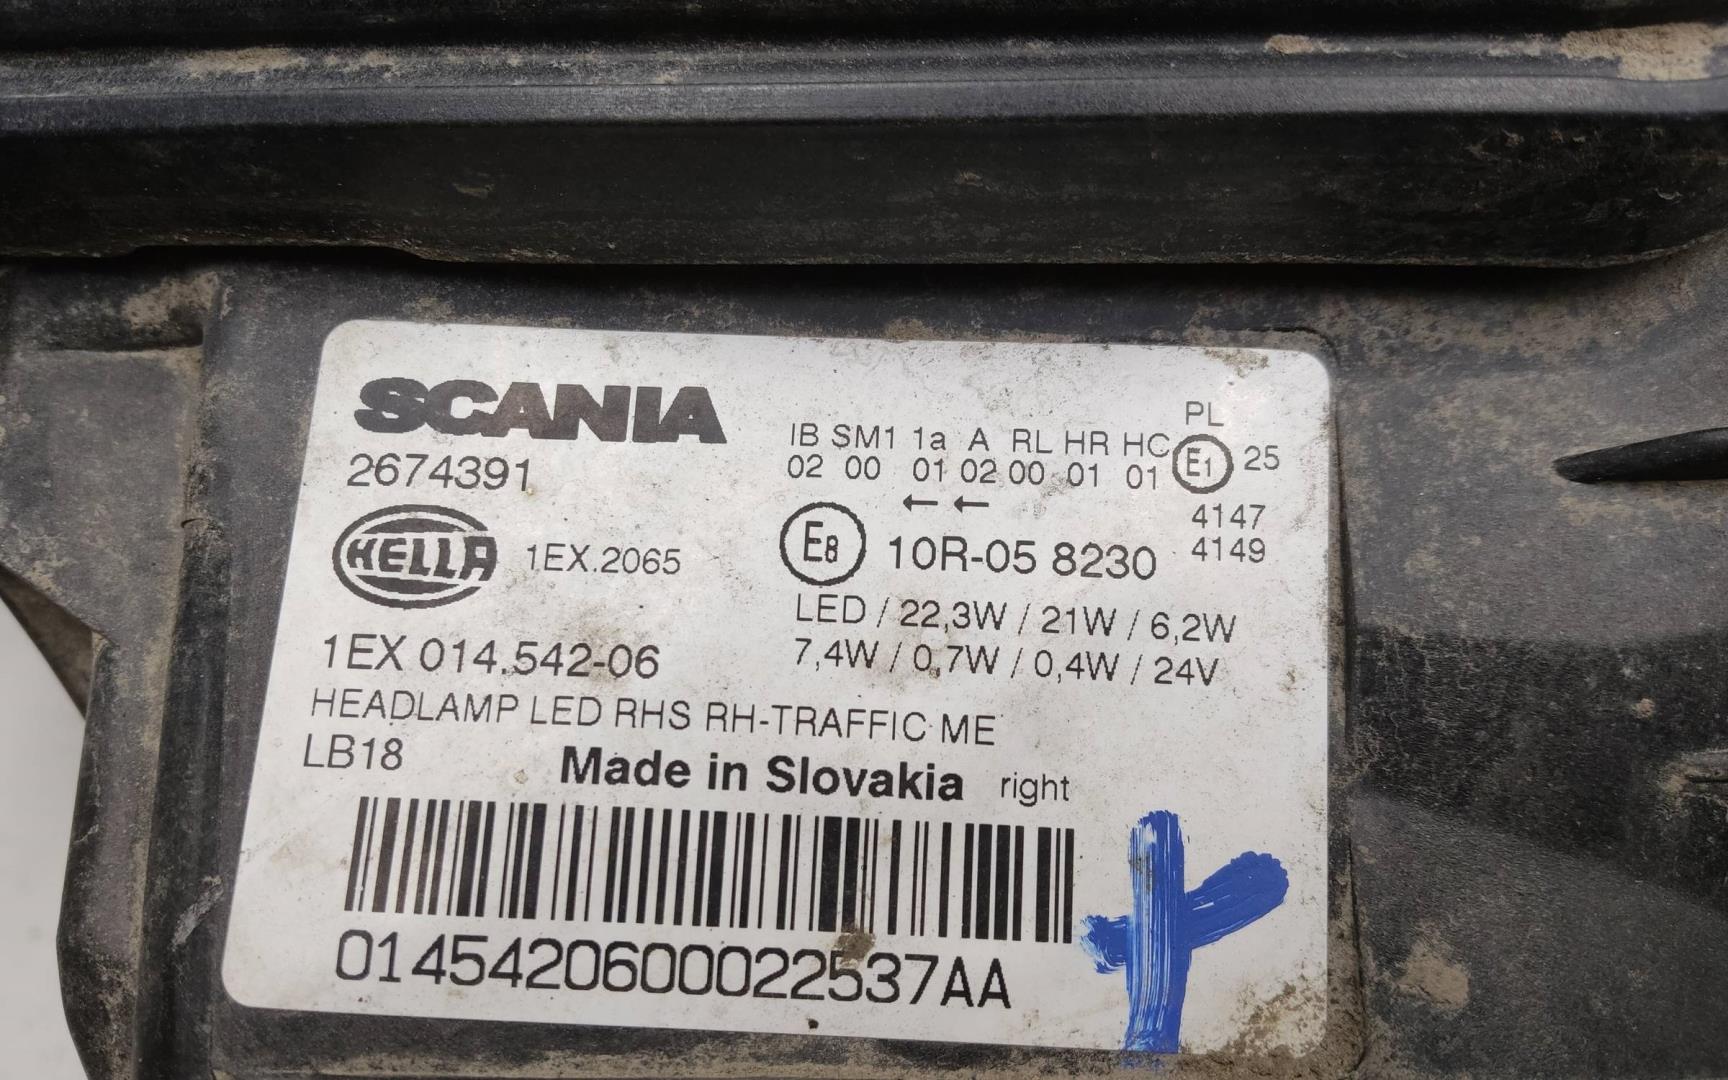 SCANIA
2674391
HELLA 1EX.2065
1EX 014.542-06
HEADLAMP LED RHS RH-TRAFFIC ME
LB18
Made in Slovakia right
0145420600022537AA
PL
IB SM1 1a A RL HR HC E1 25
02 00 01 02 00 01 01
← ←
4147
4149
E8 10R-05 8230
LED / 22,3W / 21W / 6,2W
7,4W / 0,7W / 0,4W / 24V